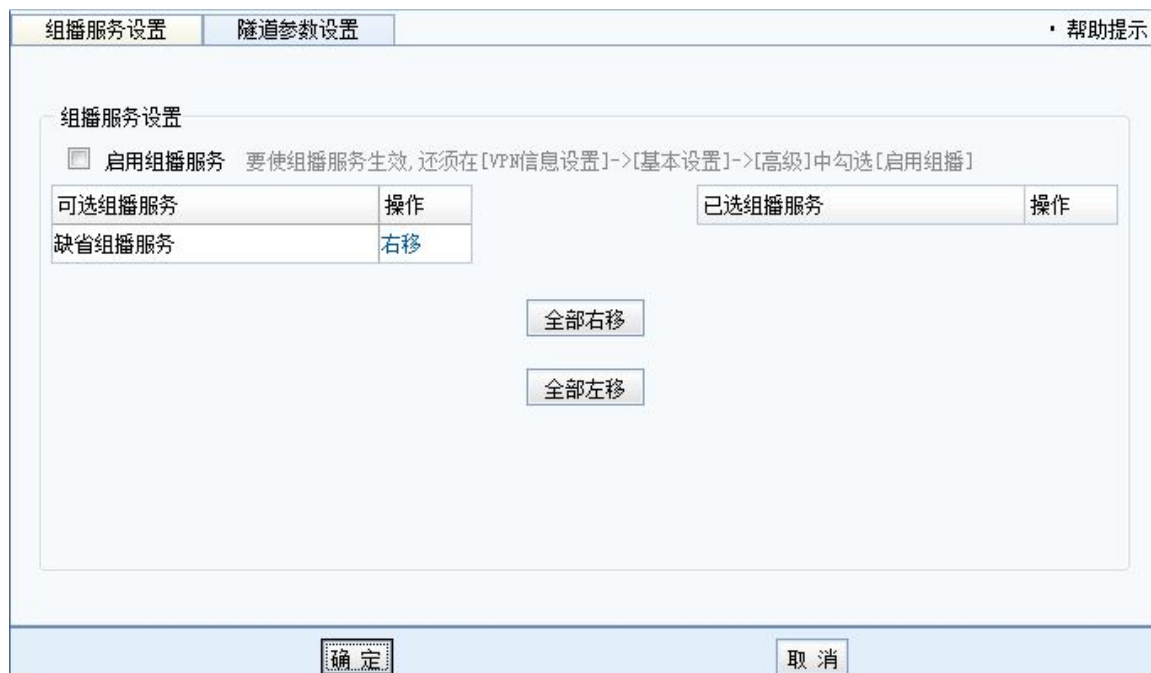 组播服务设置 隧道参数设置 · 帮助提示
组播服务设置
启用组播服务 要使组播服务生效,还须在[VPN信息设置]->[基本设置]->[高级]中勾选[启用组播]
可选组播服务 操作 已选组播服务 操作
缺省组播服务 右移
全部右移
全部左移
确 定 取 消